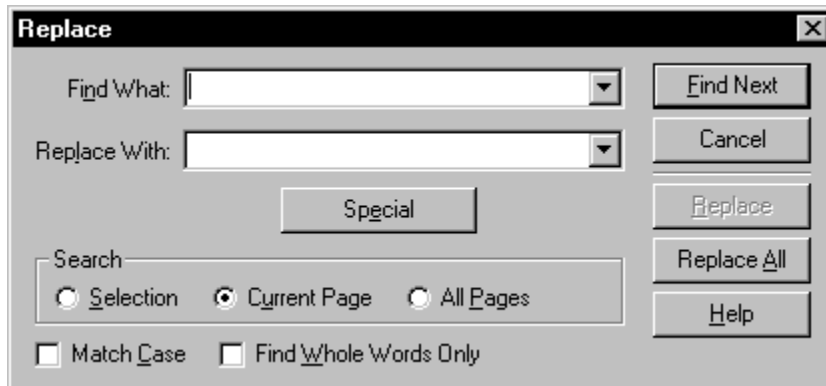 Replace
Find What:
Find Next
Replace With:
Cancel
Special
Replace
Search
Replace All
Selection Current Page All Pages
Help
Match Case Find Whole Words Only